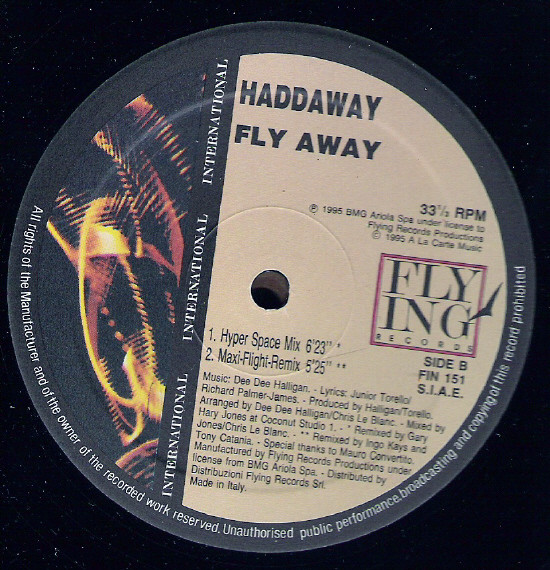 HADDAWAY
FLY AWAY
33⅓ RPM
℗ 1995 BMG Ariola Spa under license to
Flying Records Productions
© 1995 A La Carte Music
FLY
ING
RECORDS
SIDE B
FIN 151
S.I.A.E.
1. Hyper Space Mix 6'23'' *
2. Maxi-Flight-Remix 5'25'' **
Music: Dee Dee Halligan. - Lyrics: Junior Torello/
Richard Palmer-James. - Produced by Halligan/Torello.
Arranged by Dee Dee Halligan/Chris Le Blanc. - Mixed by
Hary Jones at Coconut Studio 1. - * Remixed by Gary
Jones/Chris Le Blanc. - ** Remixed by Ingo Kays and
Tony Catania. - Special thanks to Mauro Convertito.
Manufactured by Flying Records Productions under
license from BMG Ariola Spa. - Distributed by
Distribuzioni Flying Records Srl.
Made in Italy.
INTERNATIONAL
INTERNATIONAL
INTERNATIONAL
All rights of the Manufacturer and of the owner of the recorded work reserved. Unauthorised public performance, broadcasting and copying of this record prohibited